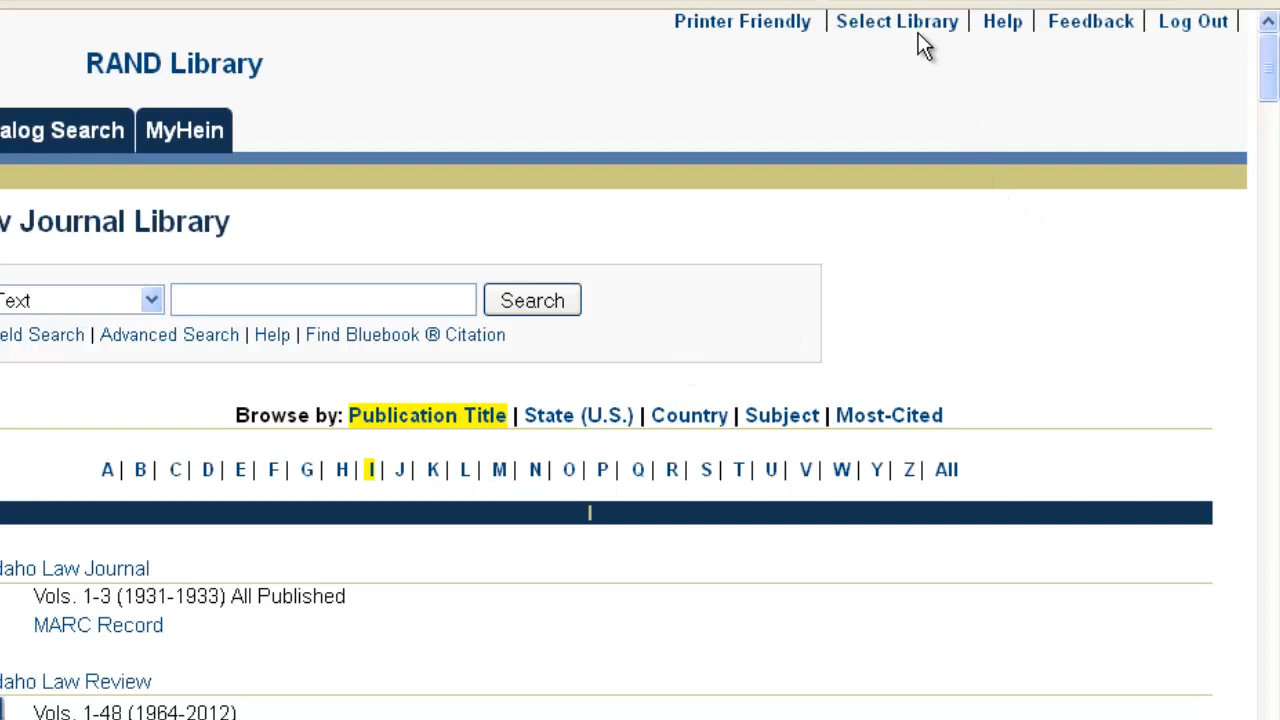 Printer Friendly | Select Library | Help | Feedback | Log Out |
RAND Library
alog Search MyHein
Journal Library
Text Search
eld Search | Advanced Search | Help | Find Bluebook ® Citation
Browse by: Publication Title | State (U.S.) | Country | Subject | Most-Cited
A | B | C | D | E | F | G | H | I | J | K | L | M | N | O | P | Q | R | S | T | U | V | W | Y | Z | All
I
daho Law Journal
Vols. 1-3 (1931-1933) All Published
MARC Record
daho Law Review
Vols. 1-48 (1964-2012)